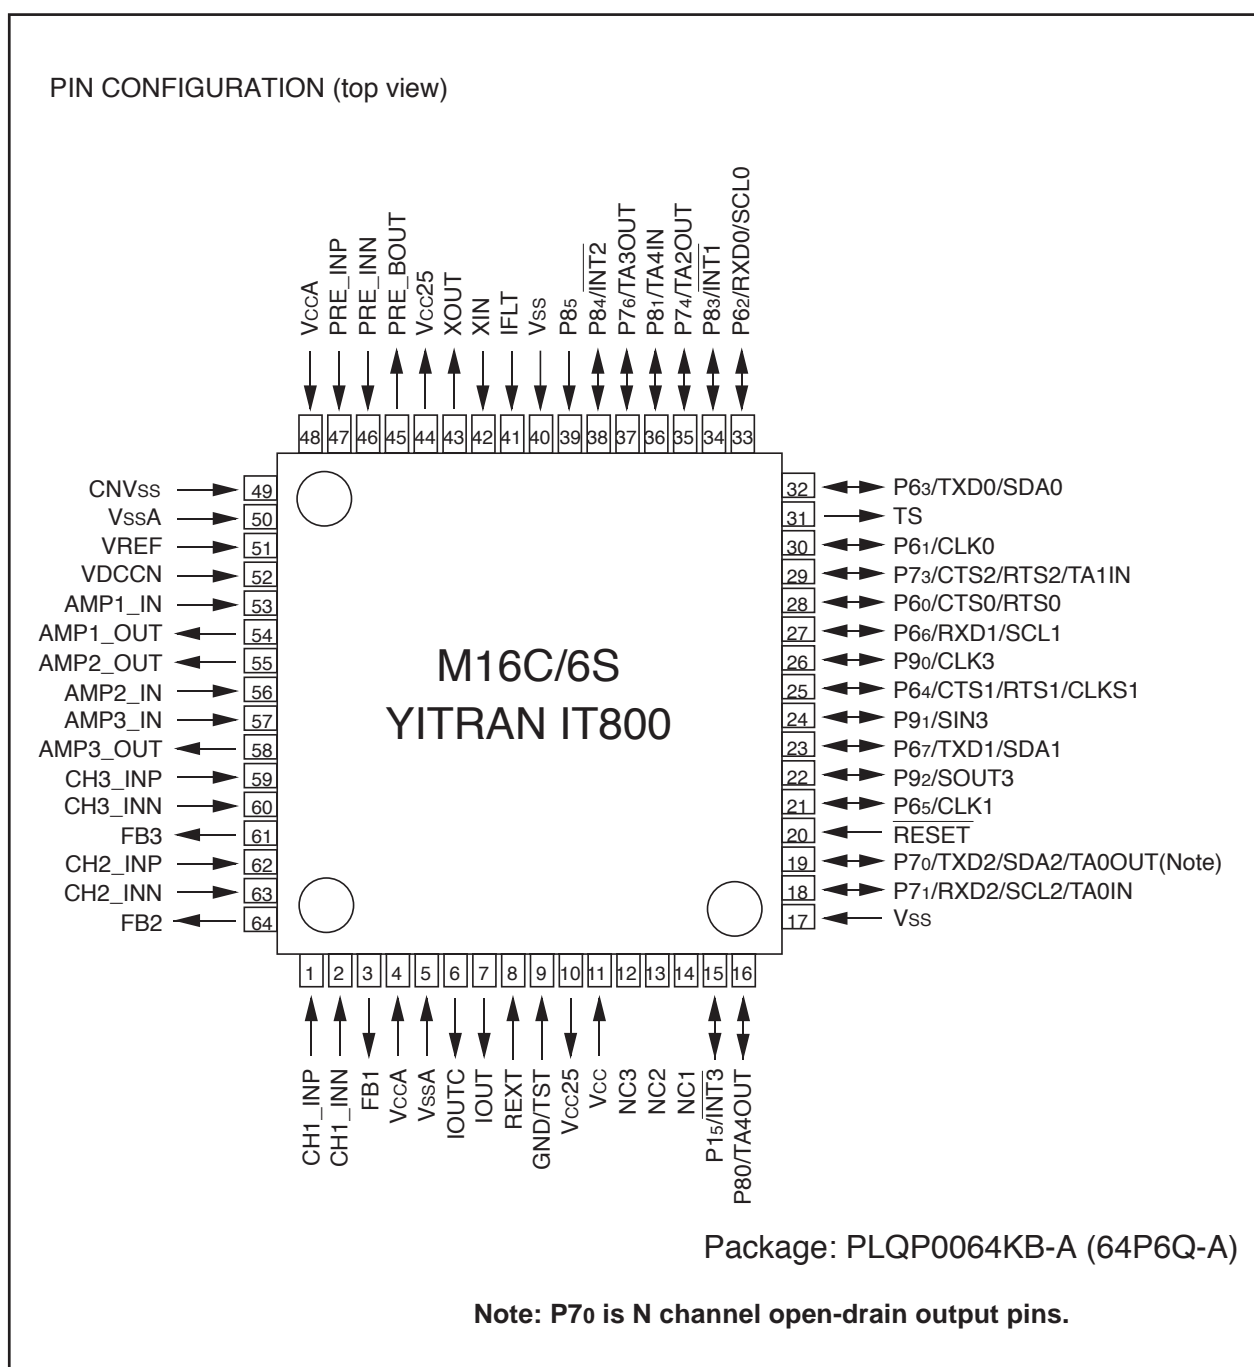 PIN CONFIGURATION (top view)
VCCA
PRE_INP
PRE_INN
PRE_BOUT
VCC25
XOUT
XIN
IFLT
VSS
P85
P84/INT2
P76/TA3OUT
P81/TA4IN
P74/TA2OUT
P83/INT1
P62/RXD0/SCL0
48 47 46 45 44 43 42 41 40 39 38 37 36 35 34 33
CNVSS 49
VSSA 50
VREF 51
VDCCN 52
AMP1_IN 53
AMP1_OUT 54
AMP2_OUT 55
AMP2_IN 56
AMP3_IN 57
AMP3_OUT 58
CH3_INP 59
CH3_INN 60
FB3 61
CH2_INP 62
CH2_INN 63
FB2 64
M16C/6S
YITRAN IT800
32 P63/TXD0/SDA0
31 TS
30 P61/CLK0
29 P73/CTS2/RTS2/TA1IN
28 P60/CTS0/RTS0
27 P66/RXD1/SCL1
26 P90/CLK3
25 P64/CTS1/RTS1/CLKS1
24 P91/SIN3
23 P67/TXD1/SDA1
22 P92/SOUT3
21 P65/CLK1
20 RESET
19 P70/TXD2/SDA2/TA0OUT(Note)
18 P71/RXD2/SCL2/TA0IN
17 VSS
1 2 3 4 5 6 7 8 9 10 11 12 13 14 15 16
CH1_INP
CH1_INN
FB1
VCCA
VSSA
IOUTC
IOUT
REXT
GND/TST
VCC25
VCC
NC3
NC2
NC1
P15/INT3
P80/TA4OUT
Package: PLQP0064KB-A (64P6Q-A)
Note: P70 is N channel open-drain output pins.